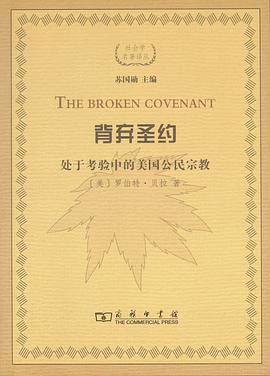 社会学
名著译丛
苏国勋 主编
THE BROKEN COVENANT
背弃圣约
处于考验中的美国公民宗教
〔美〕罗伯特·贝拉 著
商务印书馆
THE COMMERCIAL PRESS